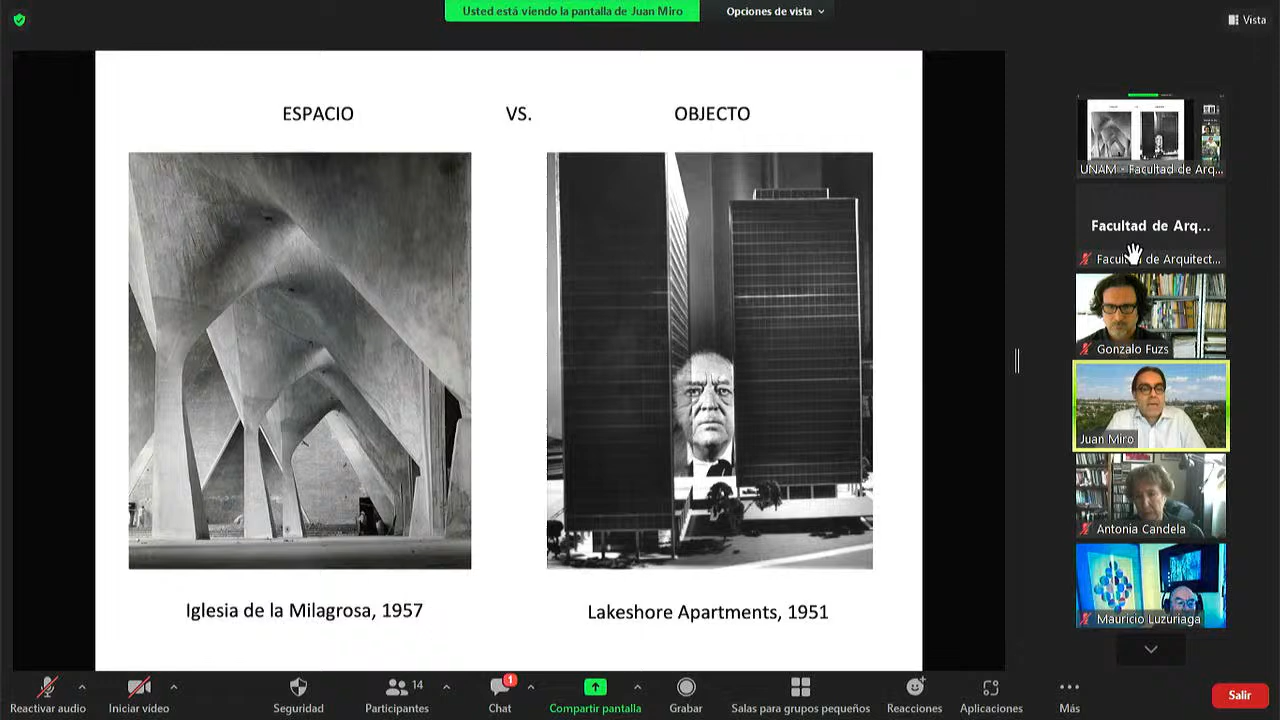 Usted está viendo la pantalla de Juan Miro
Opciones de vista
Vista
ESPACIO VS. OBJECTO
Iglesia de la Milagrosa, 1957
Lakeshore Apartments, 1951
UNAM - Facultad de Arq...
Facultad de Arq...
de Arquitect...
Gonzalo Fuzs
Juan Miro
Antonia Candela
Mauricio Luzuriaga
Reactivar audio
Iniciar vídeo
Seguridad
14
Participantes
1
Chat
Compartir pantalla
Grabar
Salas para grupos pequeños
Reacciones
Aplicaciones
Más
Salir